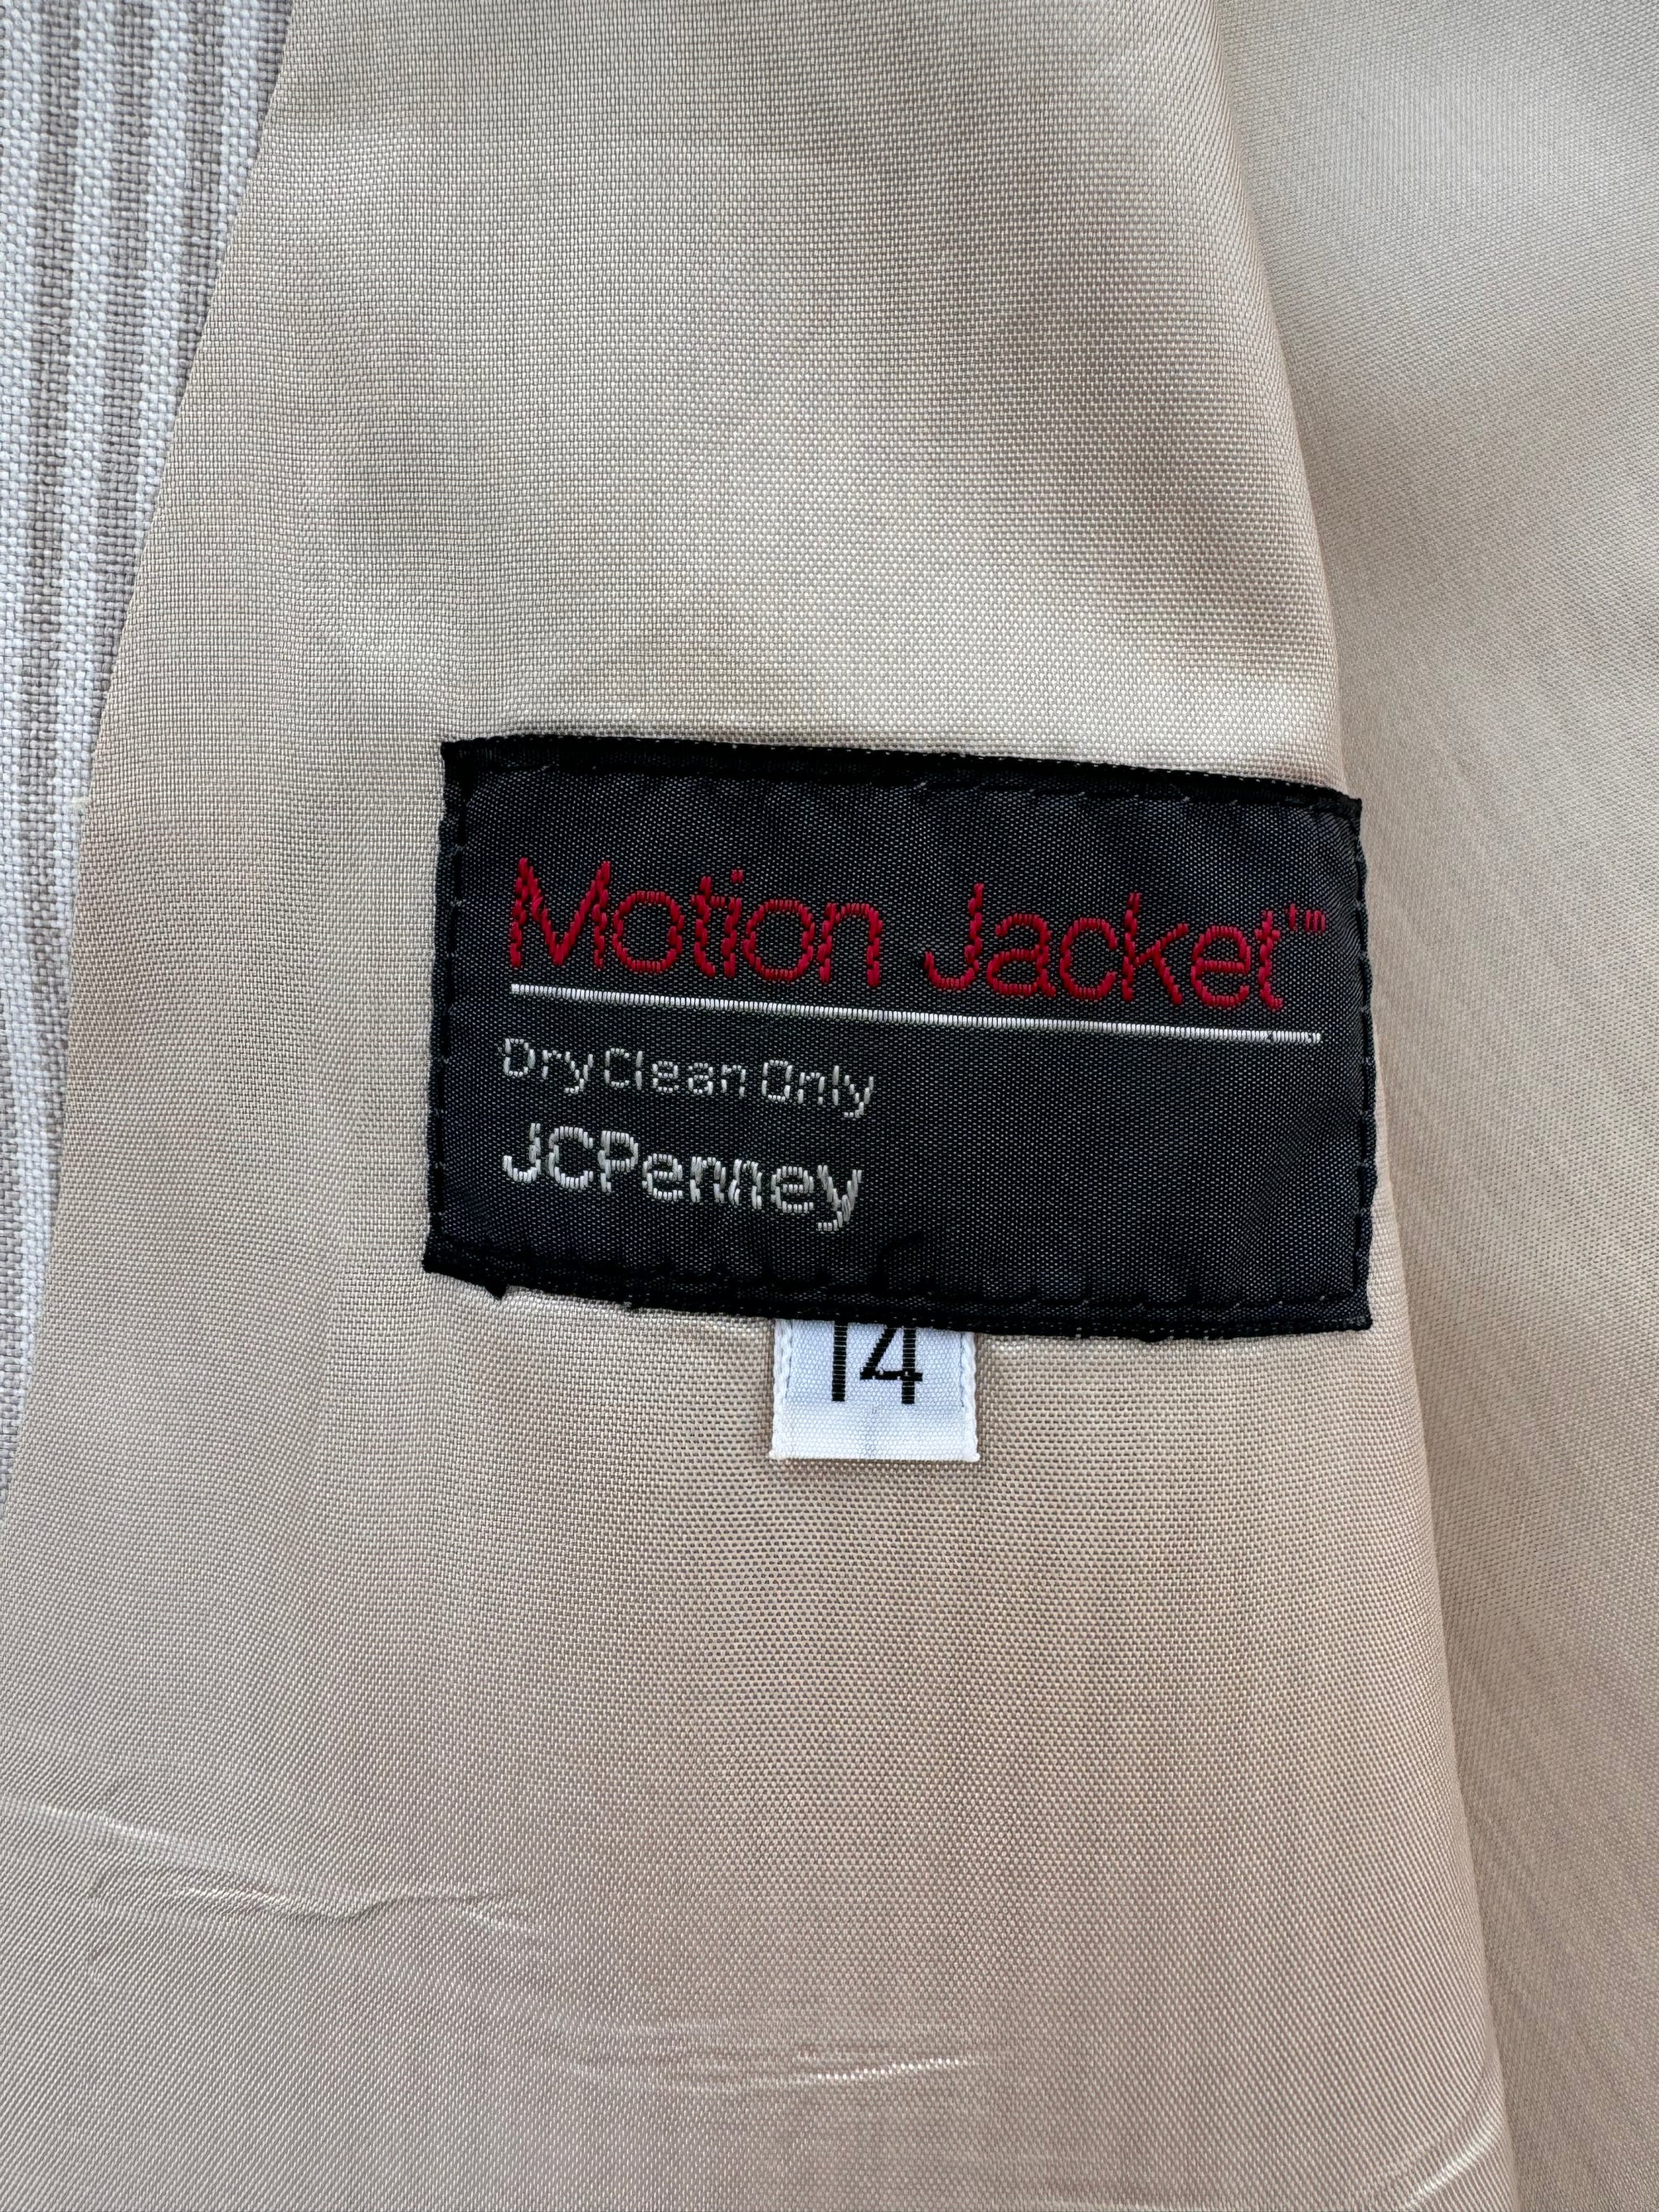 Motion Jacket™
Dry Clean Only
JCPenney
14